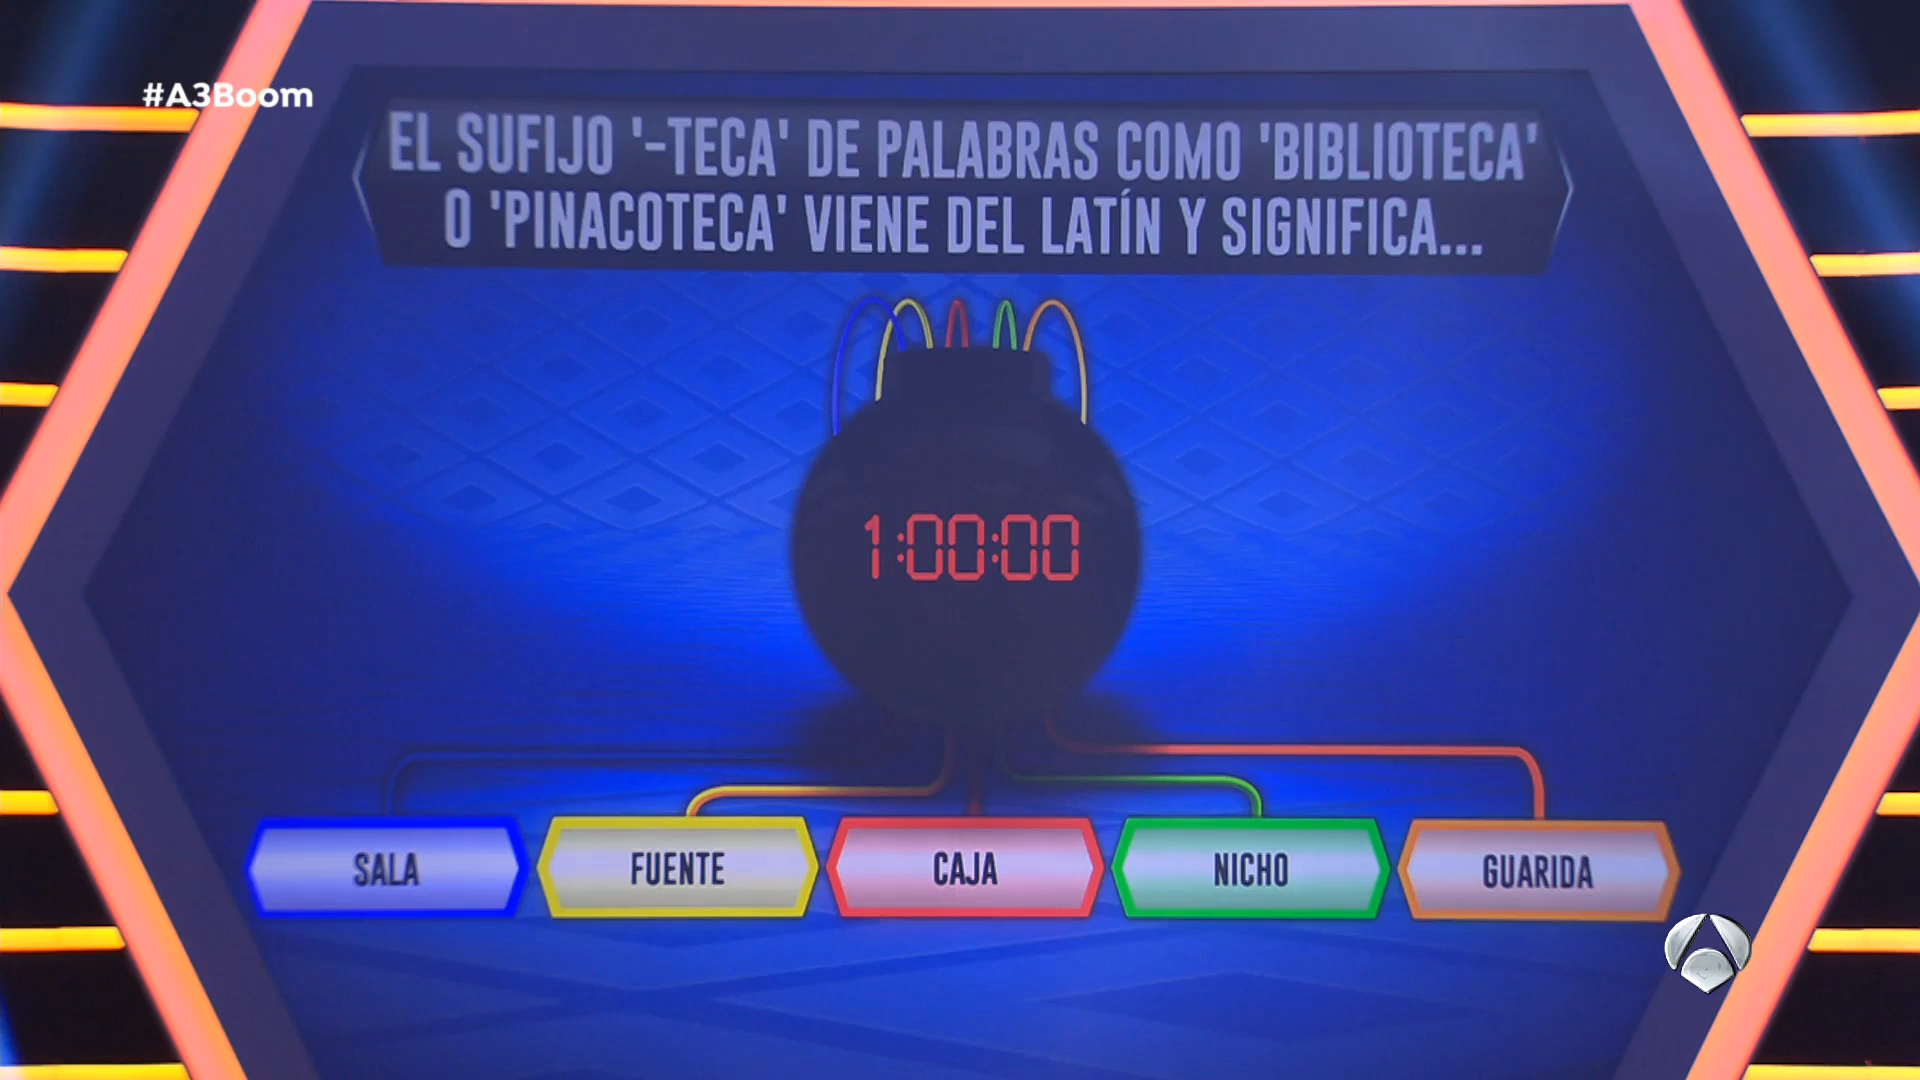 #A3Boom
EL SUFIJO '-TECA' DE PALABRAS COMO 'BIBLIOTECA'
O 'PINACOTECA' VIENE DEL LATÍN Y SIGNIFICA...
1:00:00
SALA
FUENTE
CAJA
NICHO
GUARIDA